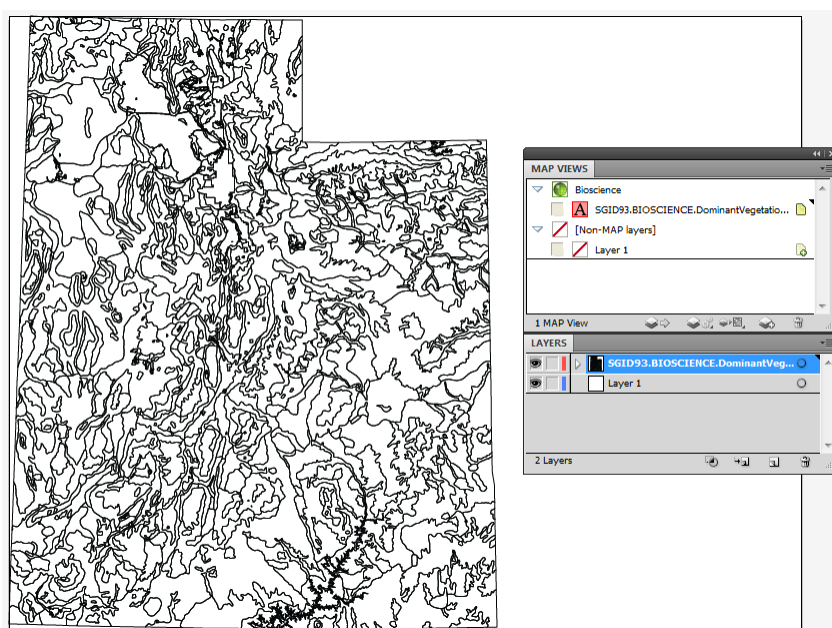 MAP VIEWS
Bioscience
A SGID93.BIOSCIENCE.DominantVegetatio...
[Non-MAP layers]
Layer 1
1 MAP View
LAYERS
SGID93.BIOSCIENCE.DominantVeg...
Layer 1
2 Layers